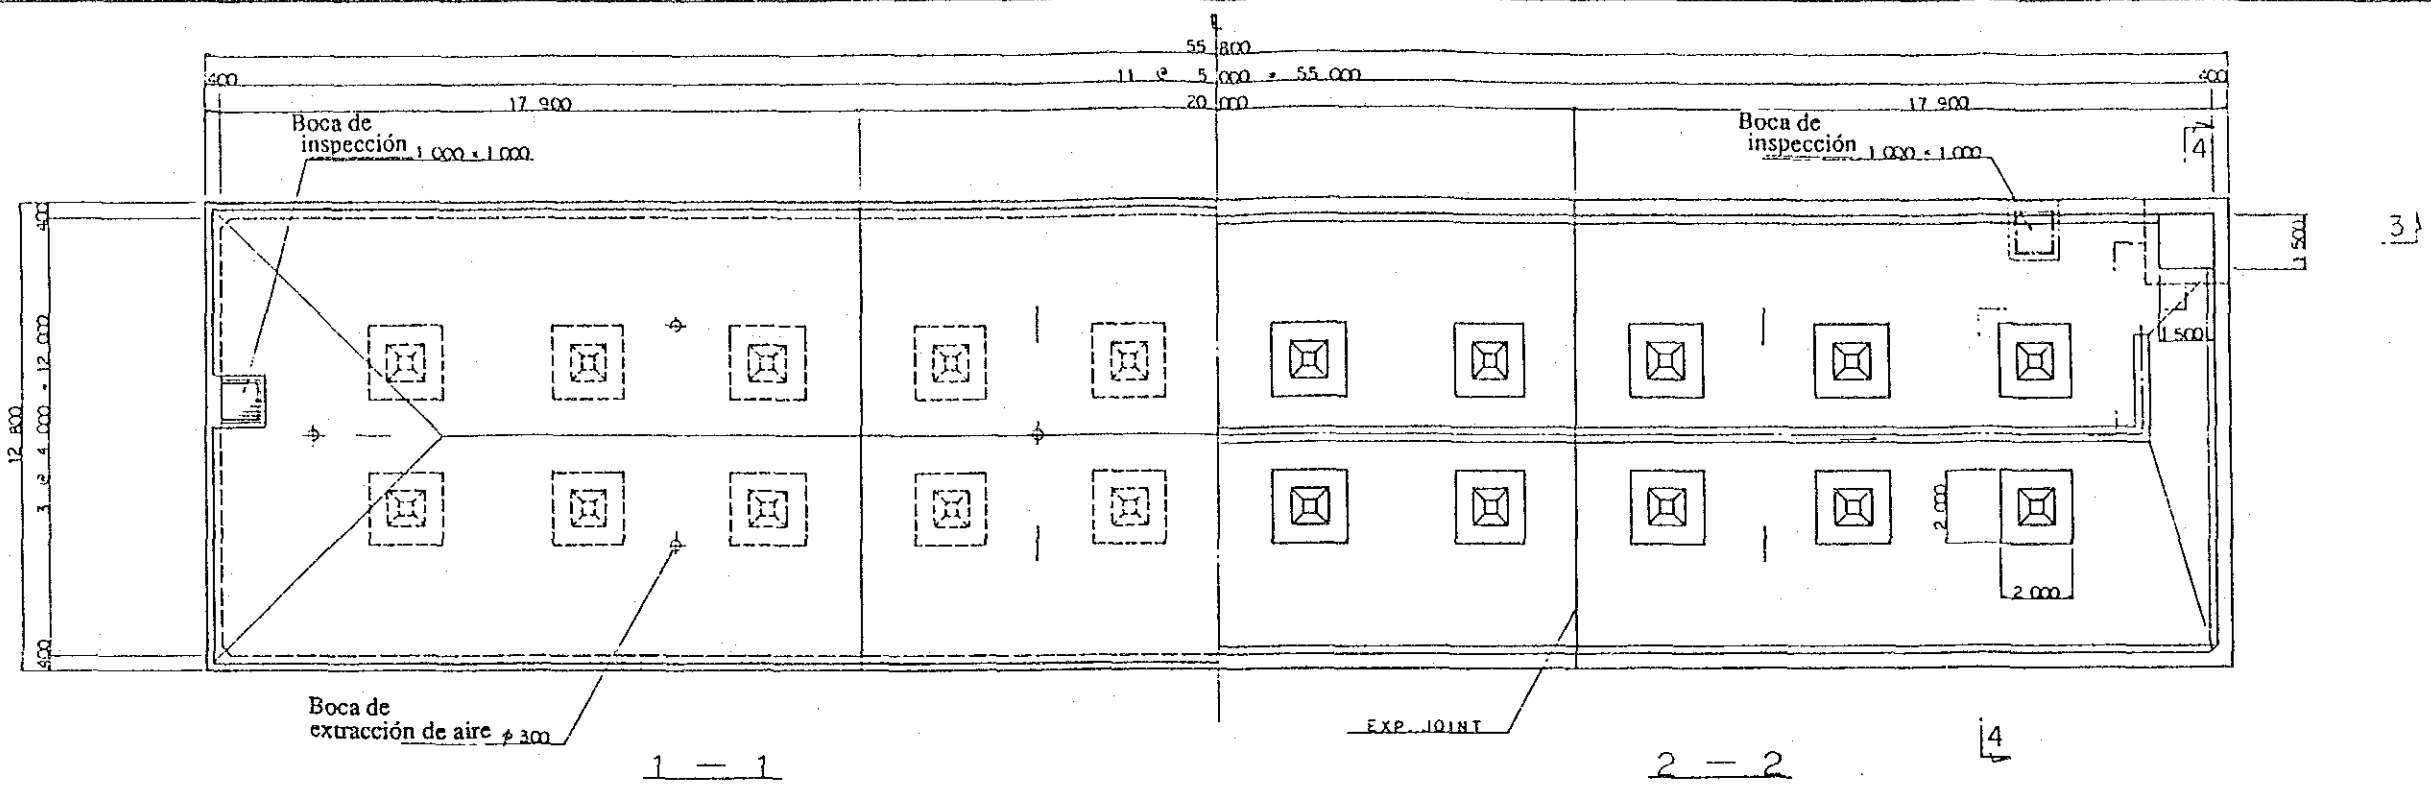 55 800
400
11 @ 5 000 = 55 000
400
17 900
20 000
17 900
Boca de
inspección 1 000 × 1 000
Boca de
inspección 1 000 × 1 000
4
400
1 500
3
12 800
3 @ 4 000 = 12 000
1 500
2 000
2 000
400
Boca de
extracción de aire φ 300
EXP. JOINT
4
1 — 1
2 — 2